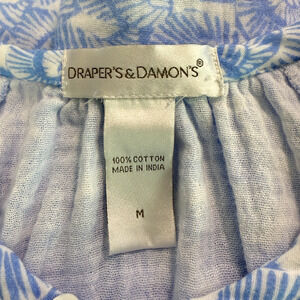 DRAPER'S & DAMON'S®
100% COTTON
MADE IN INDIA
M